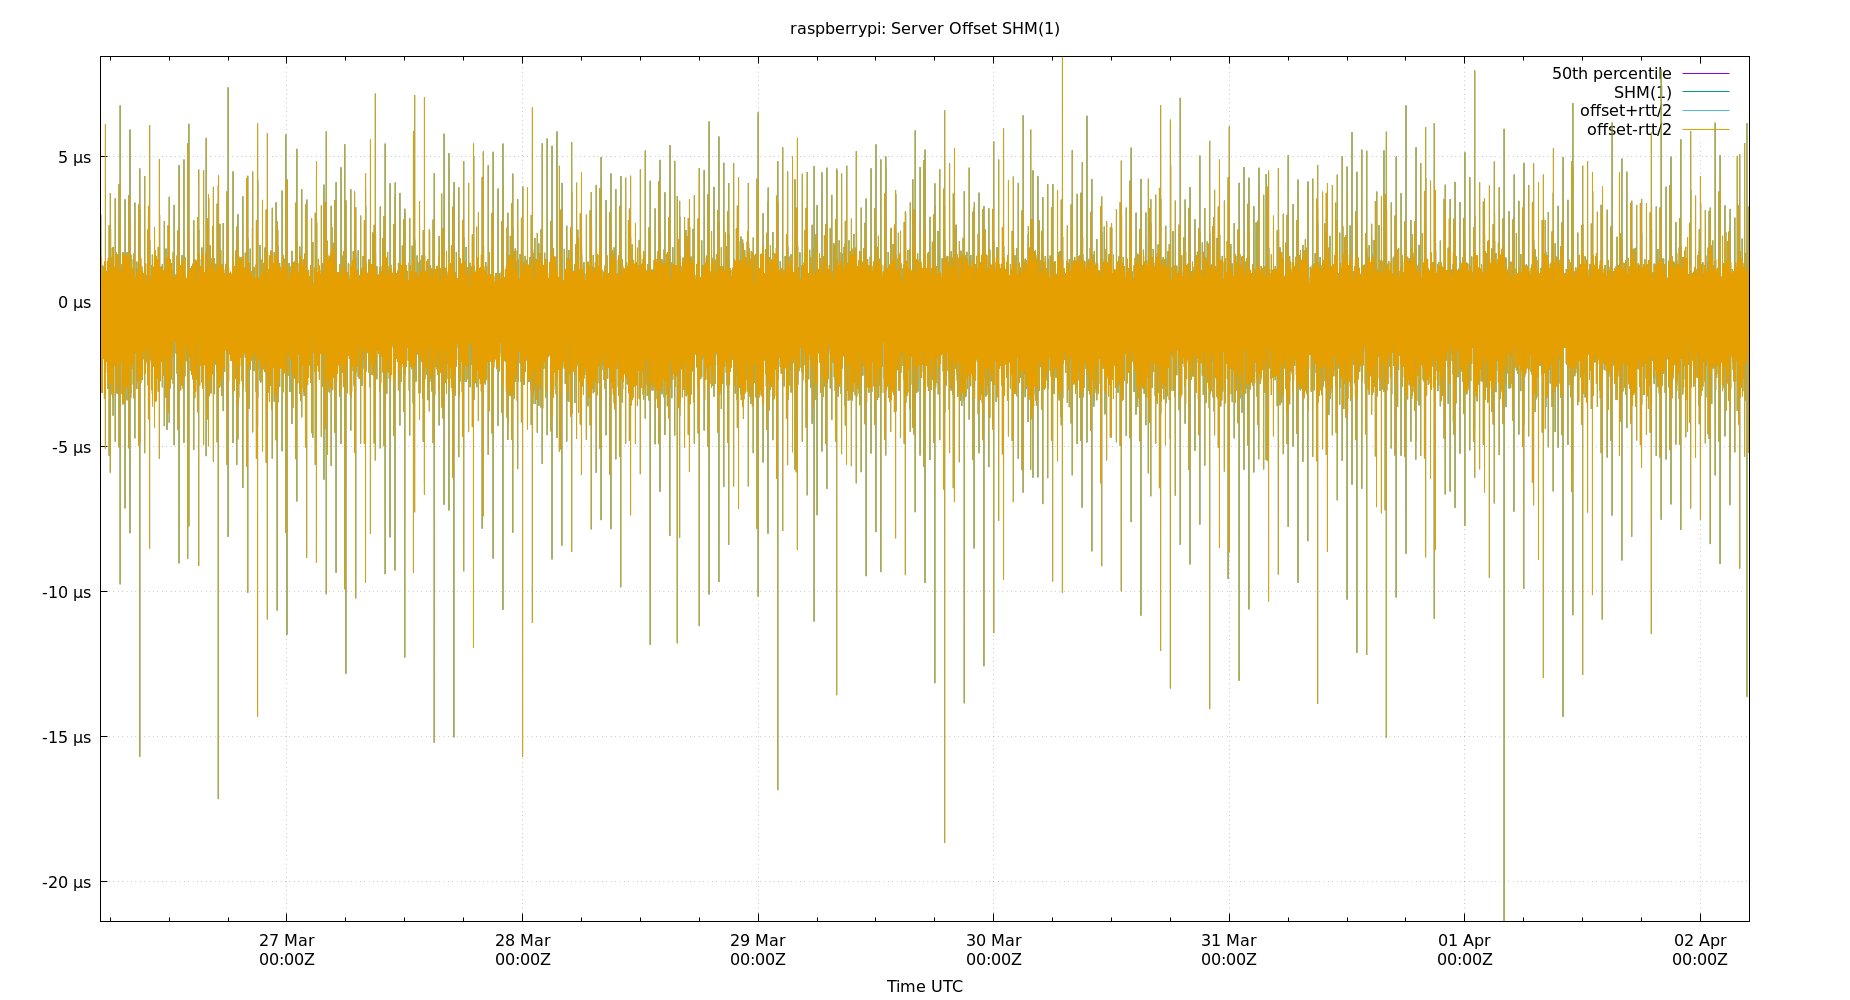 raspberrypi: Server Offset SHM(1)
50th percentile
SHM(1)
offset+rtt/2
offset-rtt/2
5 µs
0 µs
-5 µs
-10 µs
-15 µs
-20 µs
27 Mar 28 Mar 29 Mar 30 Mar 31 Mar 01 Apr 02 Apr
00:00Z 00:00Z 00:00Z 00:00Z 00:00Z 00:00Z 00:00Z
Time UTC